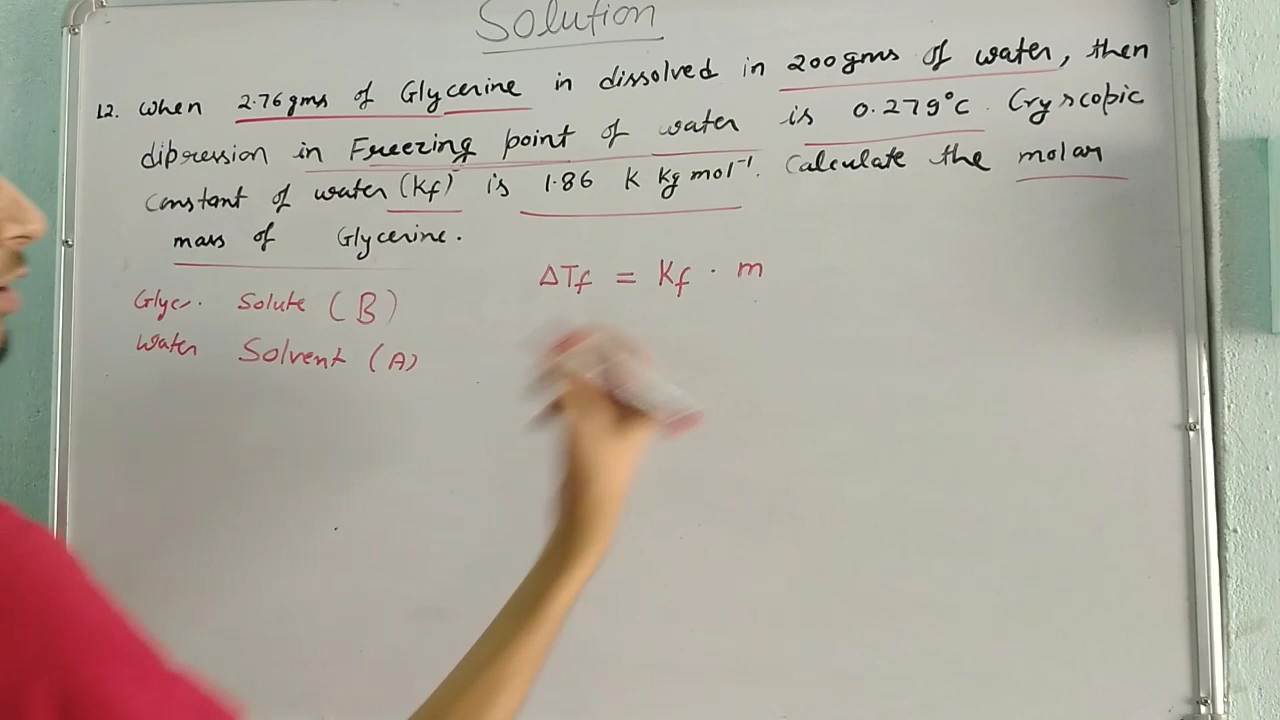 Solution
12. When 2.76gms of Glycerine in dissolved in 200gms of water, then
dipression in Freezing point of water is 0.279°C. Cryscopic
constant of water (Kf) is 1.86 K Kg mol⁻¹. Calculate the molar
mass of Glycerine.
ΔTf = Kf · m
Glyc. Solute (B)
Water Solvent (A)